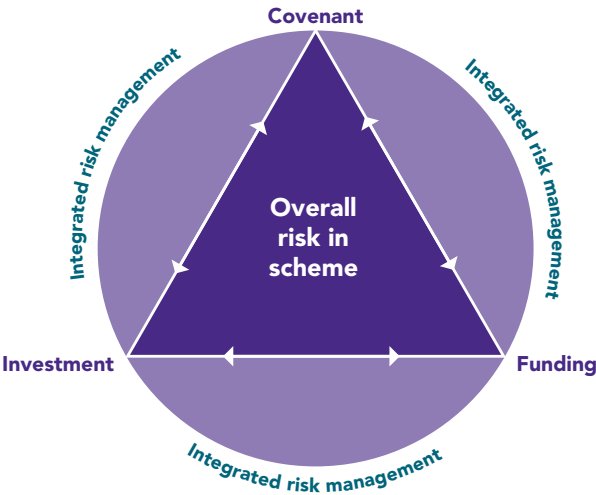 Covenant
Integrated risk management
Integrated risk management
Overall
risk in
scheme
Investment
Funding
Integrated risk management